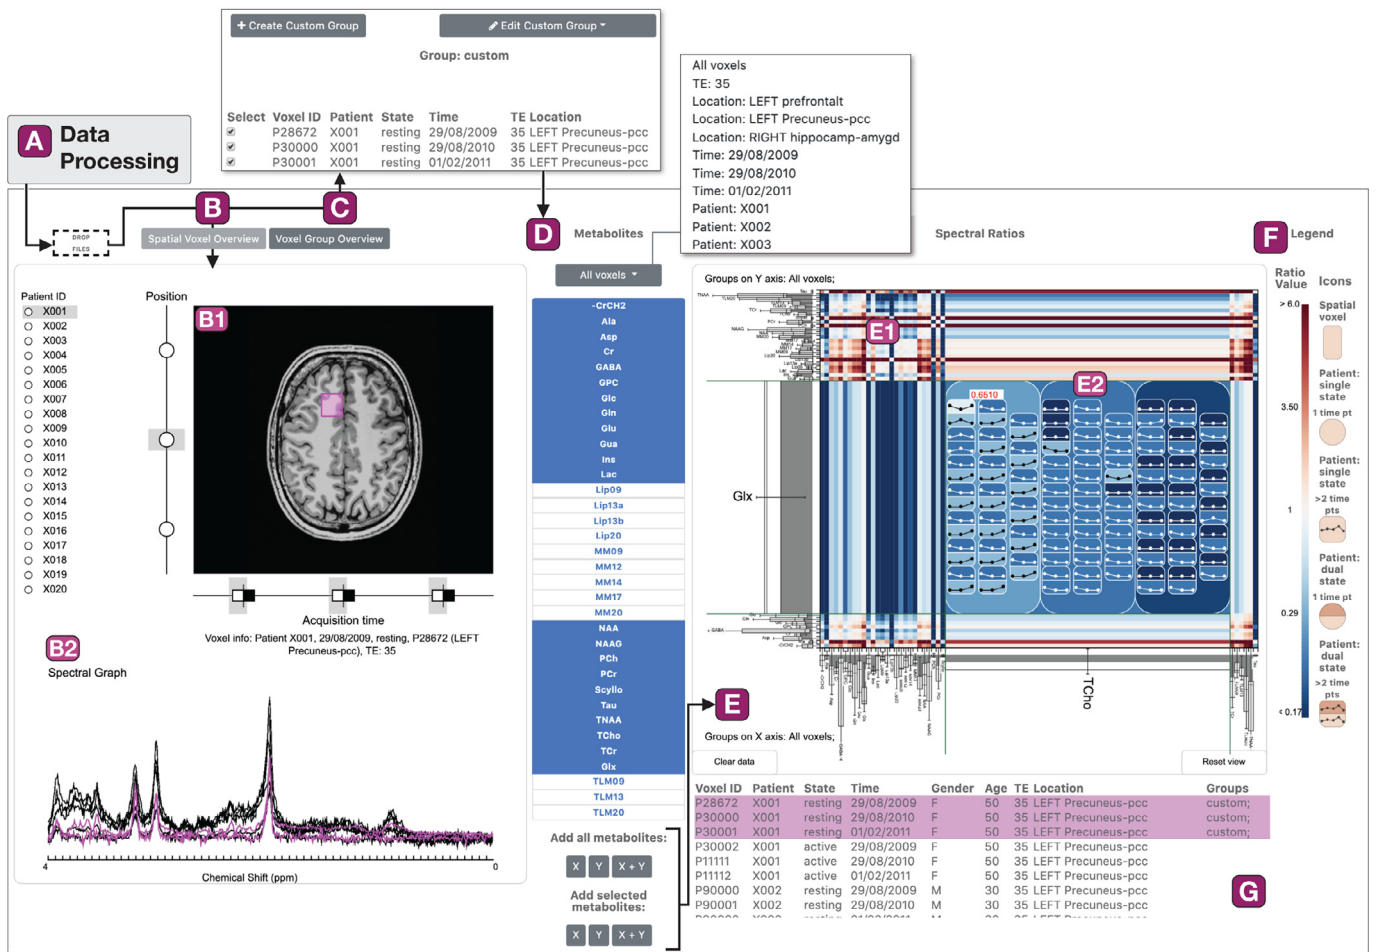 + Create Custom Group
Edit Custom Group
Group: custom
Select Voxel ID Patient State Time TE Location
P28672 X001 resting 29/08/2009 35 LEFT Precuneus-pcc
P30000 X001 resting 29/08/2010 35 LEFT Precuneus-pcc
P30001 X001 resting 01/02/2011 35 LEFT Precuneus-pcc
All voxels
TE: 35
Location: LEFT prefrontalt
Location: LEFT Precuneus-pcc
Location: RIGHT hippocamp-amygd
Time: 29/08/2009
Time: 29/08/2010
Time: 01/02/2011
Patient: X001
Patient: X002
Patient: X003
A Data
Processing
DROP
FILES
B
C
Spatial Voxel Overview
Voxel Group Overview
Patient ID
X001
X002
X003
X004
X005
X006
X007
X008
X009
X010
X011
X012
X013
X014
X015
X016
X017
X018
X019
X020
Position
B1
Acquisition time
Voxel info: Patient X001, 29/08/2009, resting, P28672 (LEFT
Precuneus-pcc), TE: 35
B2
Spectral Graph
4
0
Chemical Shift (ppm)
D
Metabolites
All voxels
-CrCH2
Ala
Asp
Cr
GABA
GPC
Glc
Gln
Glu
Gua
Ins
Lac
Lip09
Lip13a
Lip13b
Lip20
MM09
MM12
MM14
MM17
MM20
NAA
NAAG
PCh
PCr
Scyllo
Tau
TNAA
TCho
TCr
Glx
TLM09
TLM13
TLM20
Add all metabolites:
X Y X + Y
Add selected
metabolites:
X Y X + Y
Spectral Ratios
Groups on Y axis: All voxels;
E1
E2
0.6510
Glx
TCho
E
Groups on X axis: All voxels;
Clear data
Reset view
F Legend
Ratio
Value
> 6.0
3.50
1
0.29
< 0.17
Icons
Spatial
voxel
Patient:
single
state
1 time pt
Patient:
single
state
>2 time
pts
Patient:
dual
state
1 time pt
Patient:
dual
state
>2 time
pts
Voxel ID Patient State Time Gender Age TE Location Groups
P28672 X001 resting 29/08/2009 F 50 35 LEFT Precuneus-pcc custom;
P30000 X001 resting 29/08/2010 F 50 35 LEFT Precuneus-pcc custom;
P30001 X001 resting 01/02/2011 F 50 35 LEFT Precuneus-pcc custom;
P30002 X001 active 29/08/2009 F 50 35 LEFT Precuneus-pcc
P11111 X001 active 29/08/2010 F 50 35 LEFT Precuneus-pcc
P11112 X001 active 01/02/2011 F 50 35 LEFT Precuneus-pcc
P90000 X002 resting 29/08/2009 M 30 35 LEFT Precuneus-pcc
P90001 X002 resting 29/08/2010 M 30 35 LEFT Precuneus-pcc
G